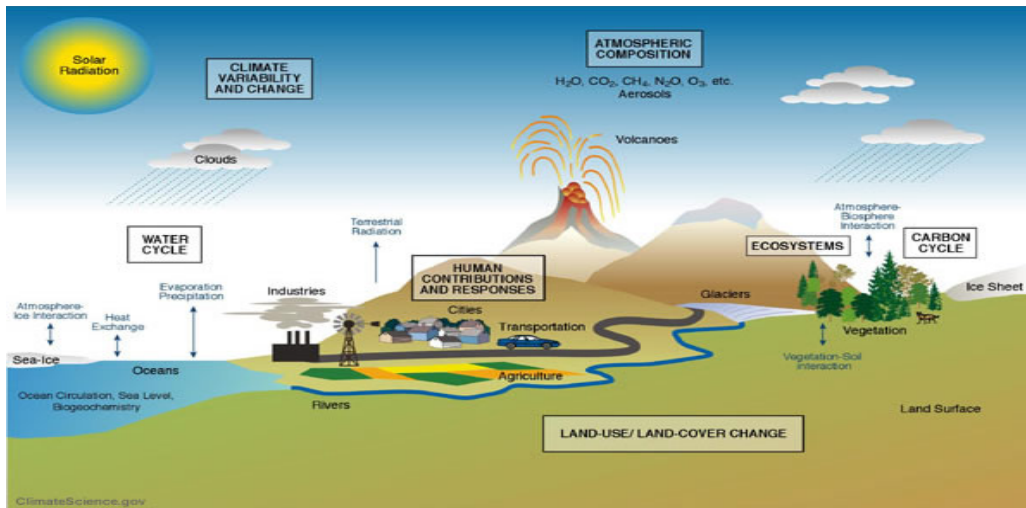 Solar
Radiation
CLIMATE
VARIABILITY
AND CHANGE
ATMOSPHERIC
COMPOSITION
H₂O, CO₂, CH₄, N₂O, O₃, etc.
Aerosols
Volcanoes
Clouds
WATER
CYCLE
Terrestrial
Radiation
Atmosphere-
Biosphere
Interaction
ECOSYSTEMS
CARBON
CYCLE
HUMAN
CONTRIBUTIONS
AND RESPONSES
Glaciers
Ice Sheet
Atmosphere-
Ice Interaction
Heat
Exchange
Evaporation
Precipitation
Industries
Cities
Transportation
Vegetation
Sea-Ice
Oceans
Agriculture
Vegetation-Soil
interaction
Ocean Circulation, Sea Level,
Biogeochemistry
Rivers
Land Surface
LAND-USE/ LAND-COVER CHANGE
ClimateScience.gov